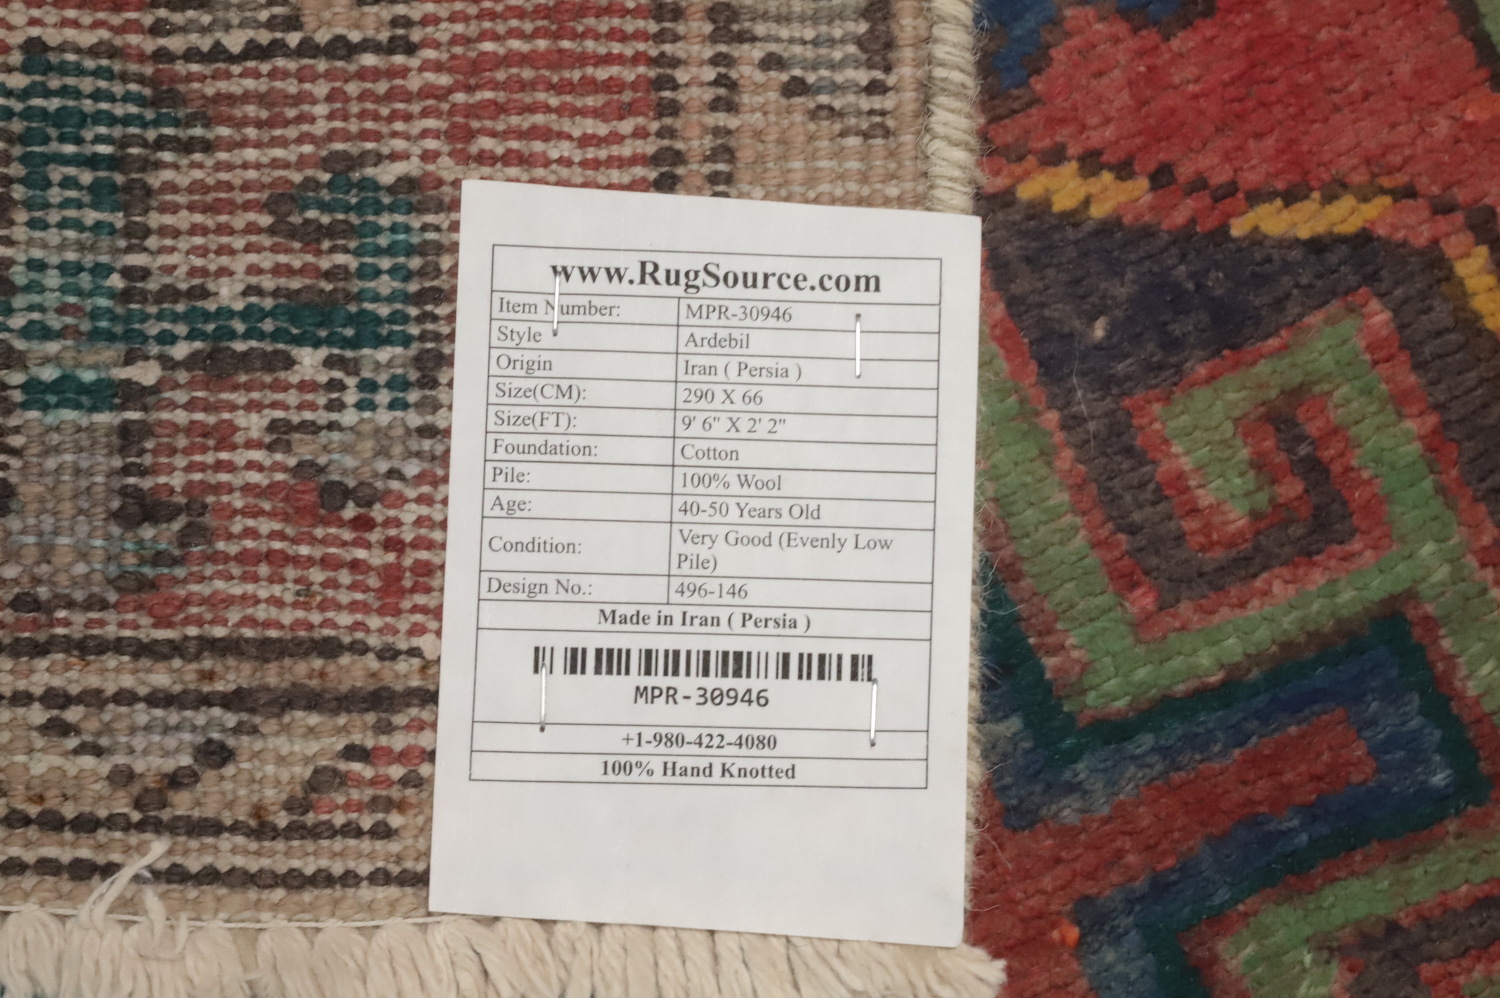 www.RugSource.com
Item Number: MPR-30946
Style Ardebil
Origin Iran ( Persia )
Size(CM): 290 X 66
Size(FT): 9' 6" X 2' 2"
Foundation: Cotton
Pile: 100% Wool
Age: 40-50 Years Old
Condition: Very Good (Evenly Low
Pile)
Design No.: 496-146
Made in Iran ( Persia )
MPR-30946
+1-980-422-4080
100% Hand Knotted